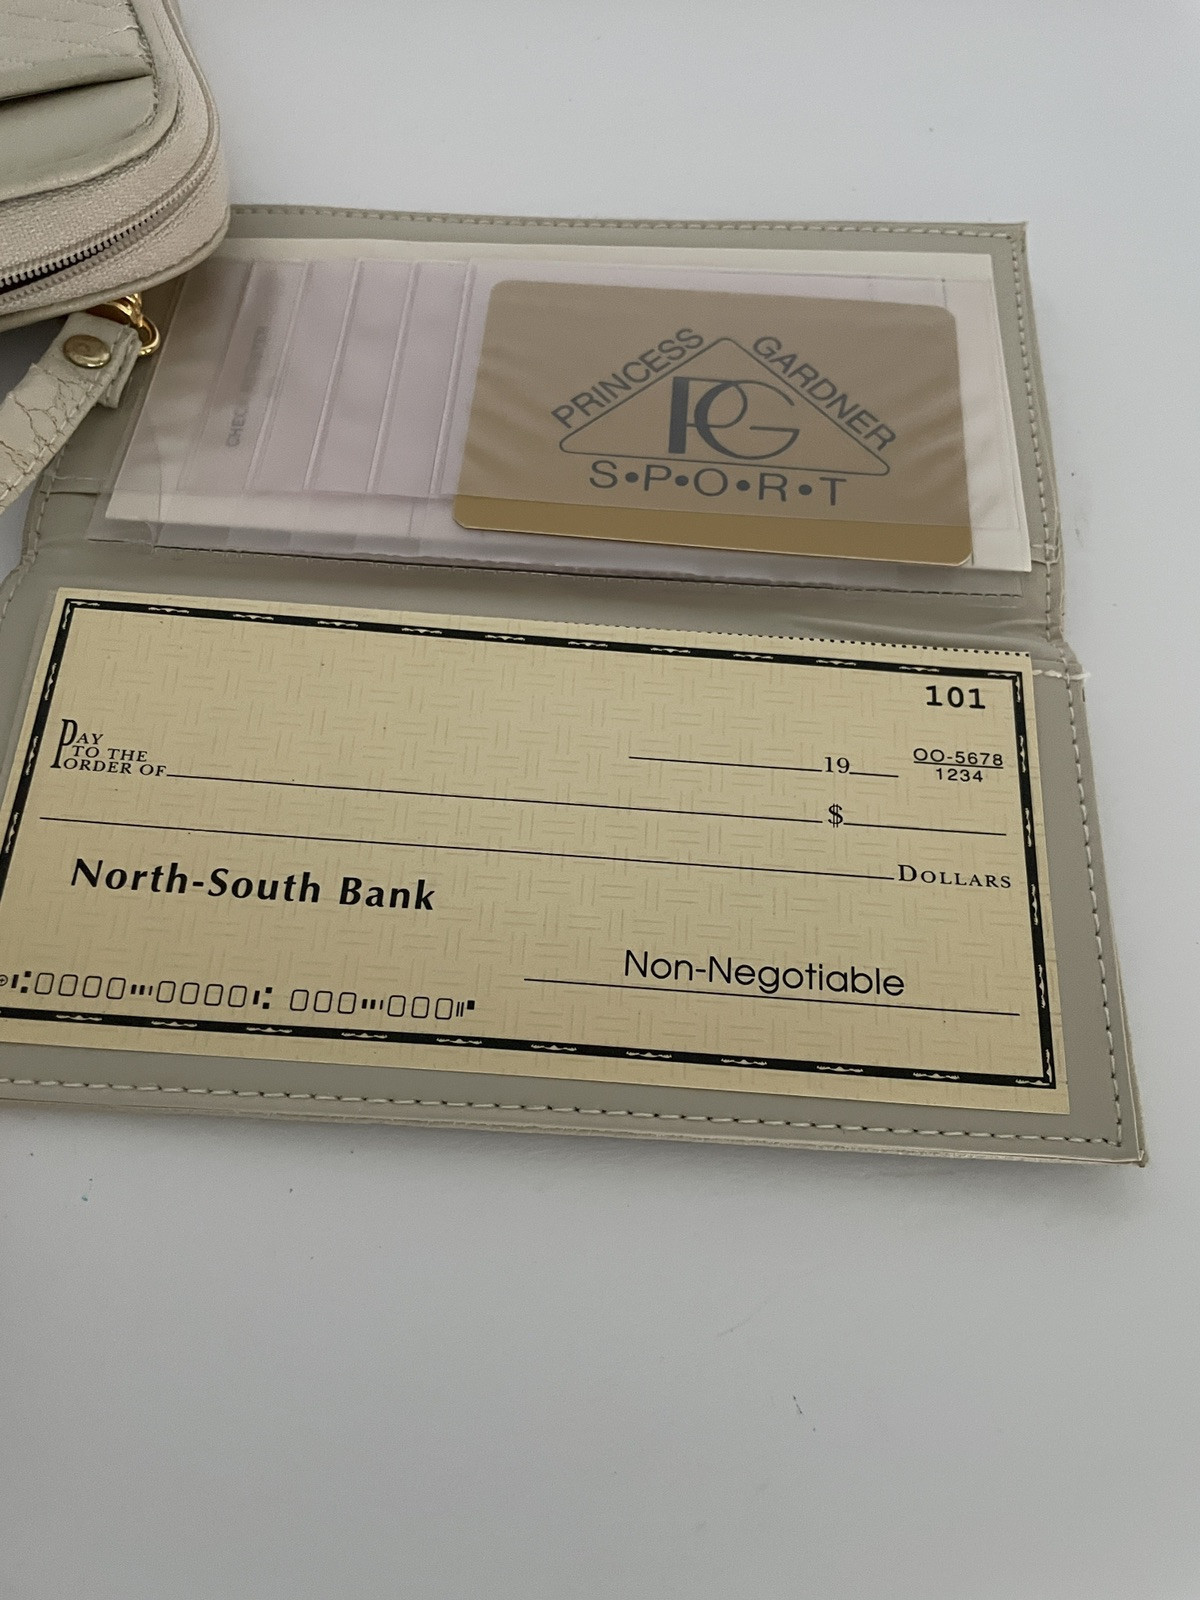 PRINCESS GARDNER
PG
S•P•O•R•T
101
PAY
TO THE
ORDER OF
19
OO-5678
1234
$
DOLLARS
North-South Bank
Non-Negotiable
⑆0000⑉0000⑆ 000⑉000⑈